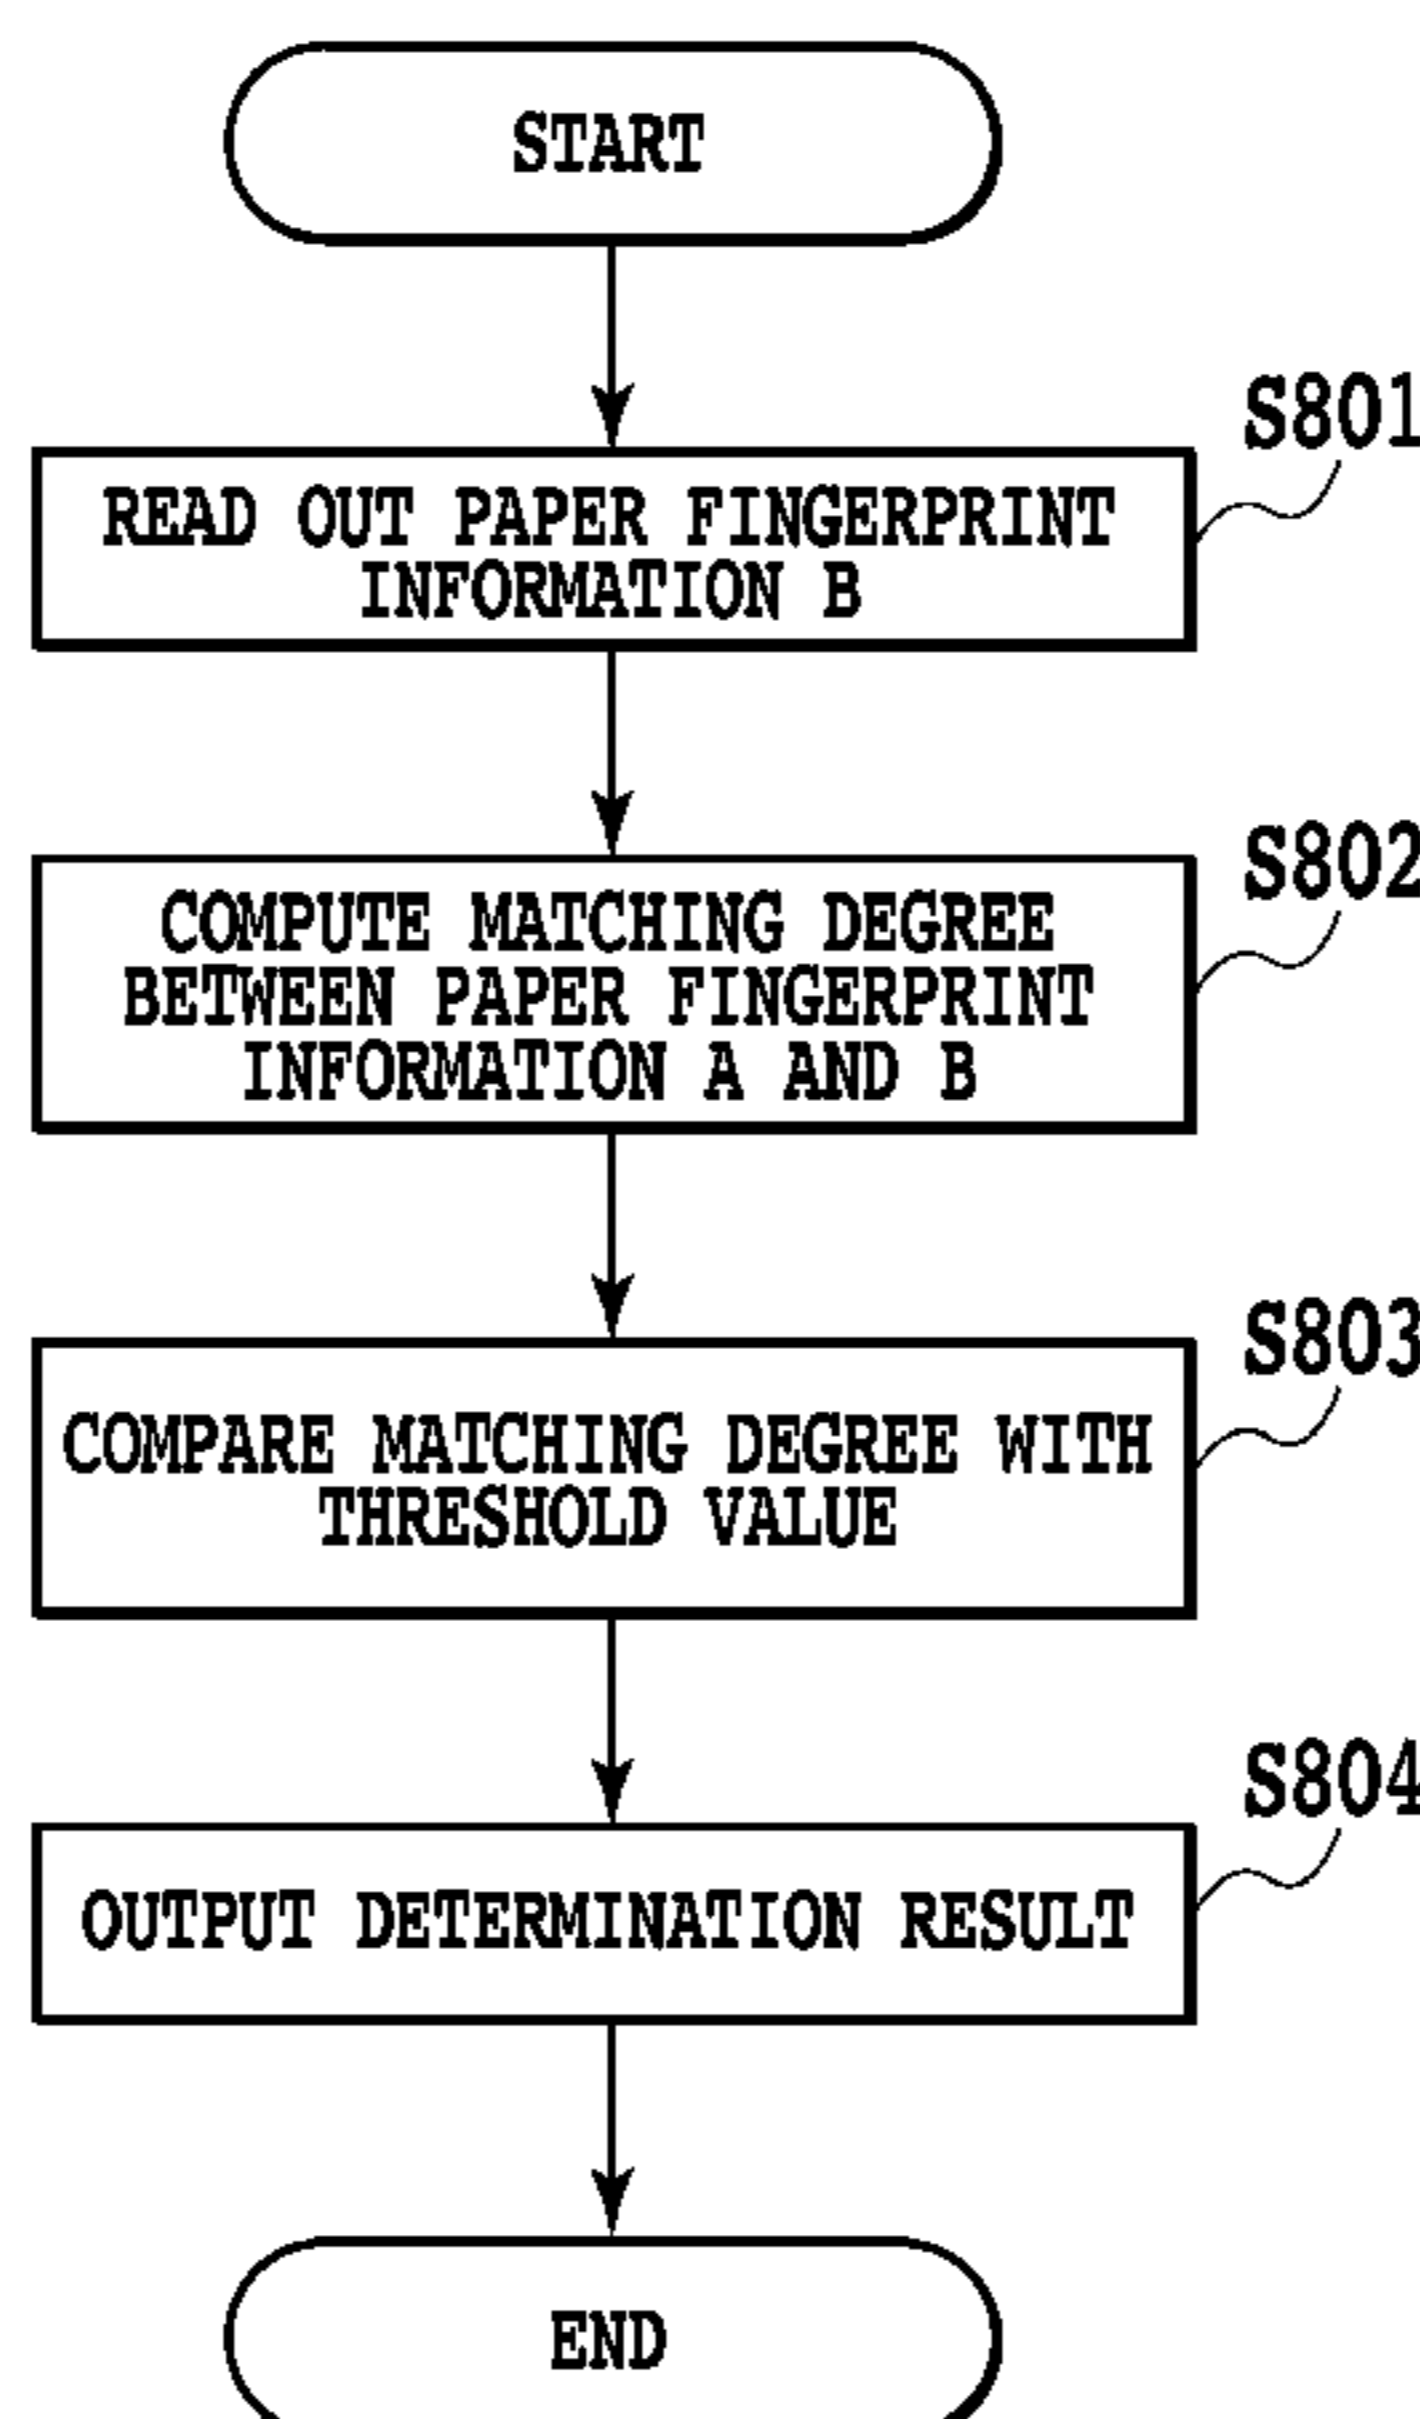 START
S801
READ OUT PAPER FINGERPRINT
INFORMATION B
S802
COMPUTE MATCHING DEGREE
BETWEEN PAPER FINGERPRINT
INFORMATION A AND B
S803
COMPARE MATCHING DEGREE WITH
THRESHOLD VALUE
S804
OUTPUT DETERMINATION RESULT
END